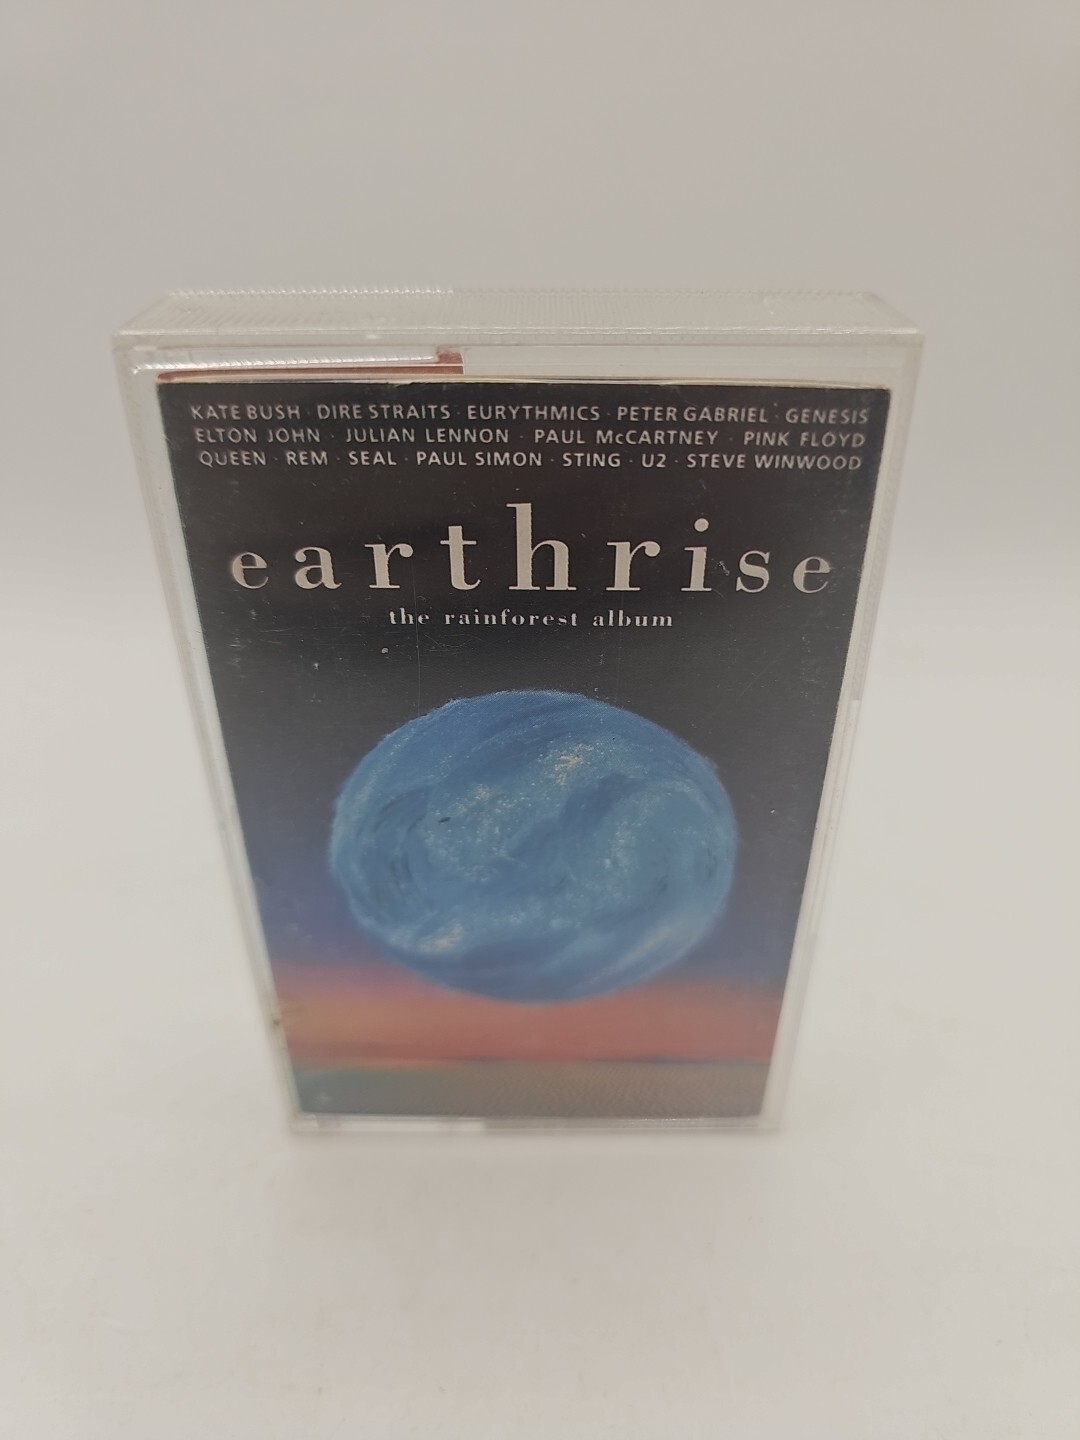 KATE BUSH · DIRE STRAITS · EURYTHMICS · PETER GABRIEL · GENESIS
ELTON JOHN · JULIAN LENNON · PAUL McCARTNEY · PINK FLOYD
QUEEN · REM · SEAL · PAUL SIMON · STING · U2 · STEVE WINWOOD
earthrise
the rainforest album